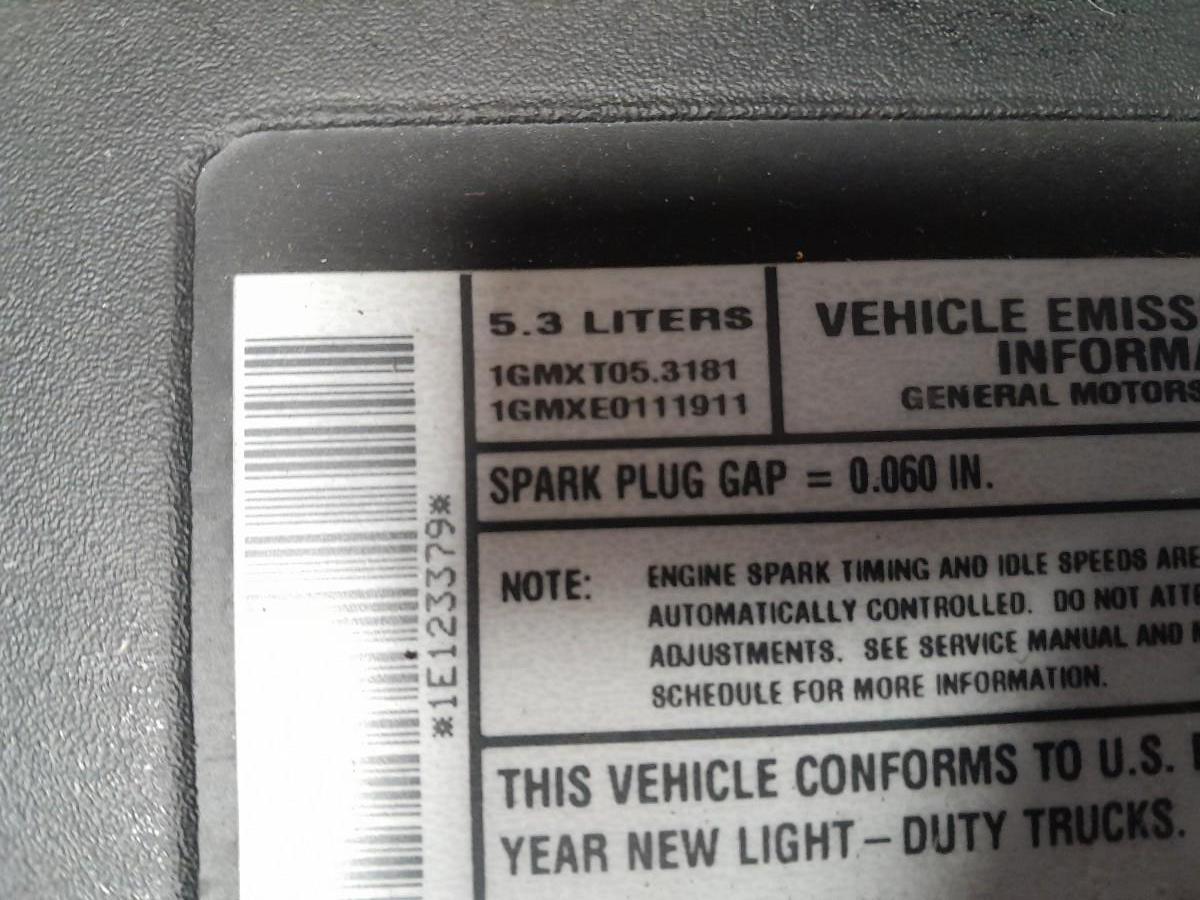 5.3 LITERS
1GMXT05.3181
1GMXE0111911
VEHICLE EMISS
INFORMA
GENERAL MOTORS
SPARK PLUG GAP = 0.060 IN.
*1E123379*
NOTE: ENGINE SPARK TIMING AND IDLE SPEEDS ARE
AUTOMATICALLY CONTROLLED. DO NOT ATTE
ADJUSTMENTS. SEE SERVICE MANUAL AND
SCHEDULE FOR MORE INFORMATION.
THIS VEHICLE CONFORMS TO U.S.
YEAR NEW LIGHT-DUTY TRUCKS.